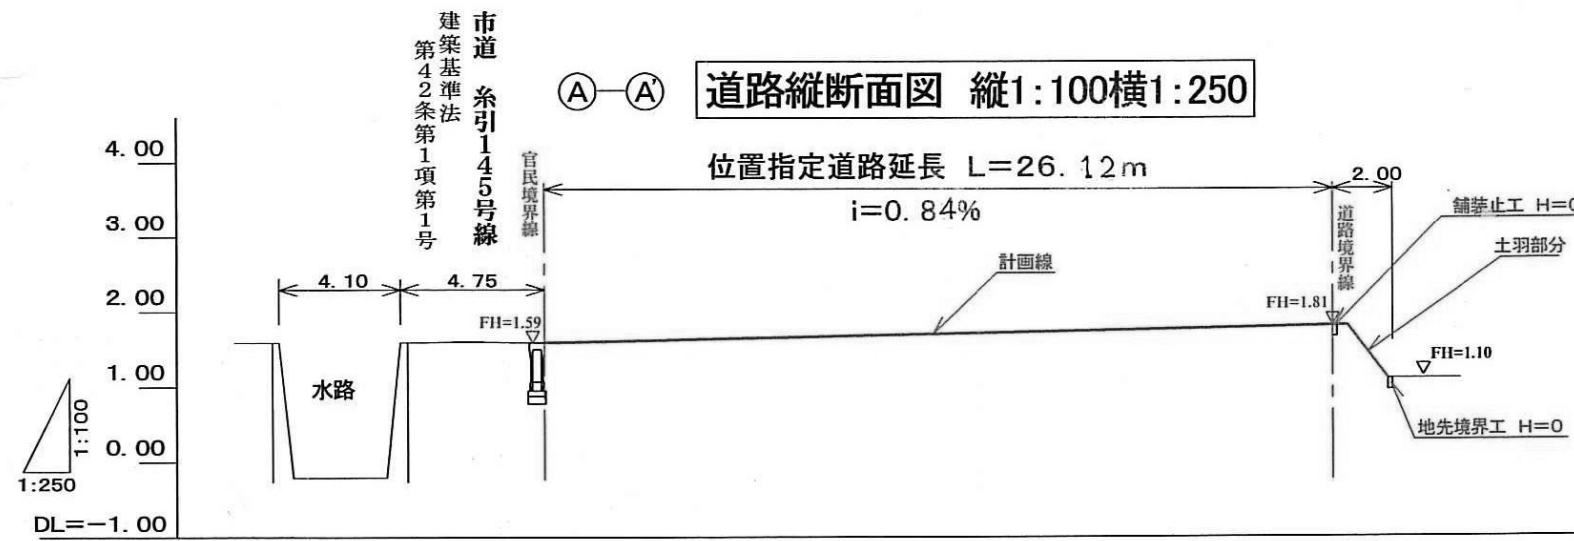 市道 糸引145号線
建築基準法
第42条第1項第1号
Ⓐ—Ⓐ' 道路縦断面図 縦1:100横1:250
位置指定道路延長 L=26.12m
i=0.84%
2.00
官民境界線
道路境界線
舗装止工 H=0
土羽部分
計画線
4.10
4.75
FH=1.59
FH=1.81
FH=1.10
水路
地先境界工 H=0
4.00
3.00
2.00
1.00
0.00
DL=-1.00
1:100
1:250